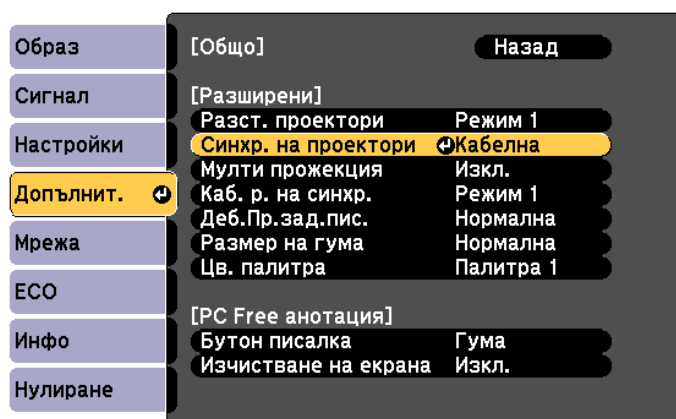 Образ
Сигнал
Настройки
Допълнит.
Мрежа
ECO
Инфо
Нулиране
[Общо] Назад
[Разширени]
Разст. проектори Режим 1
Синхр. на проектори Кабелна
Мулти прожекция Изкл.
Каб. р. на синхр. Режим 1
Деб.Пр.зад.пис. Нормална
Размер на гума Нормална
Цв. палитра Палитра 1
[PC Free анотация]
Бутон писалка Гума
Изчистване на екрана Изкл.